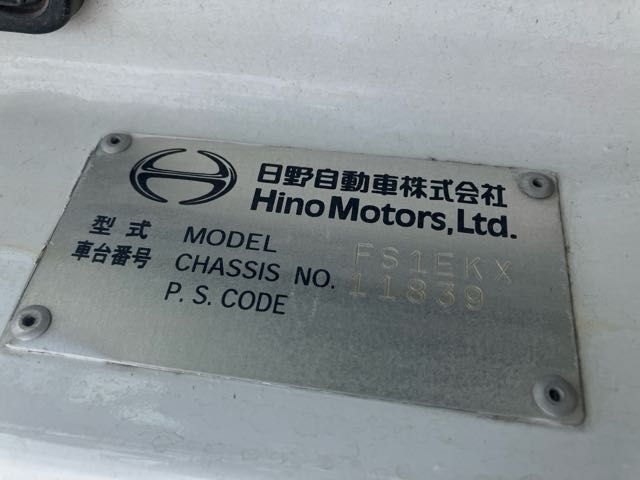 日野自動車株式会社
Hino Motors, Ltd.
型式 MODEL FS1EKX
車台番号 CHASSIS NO. 11839
P. S. CODE